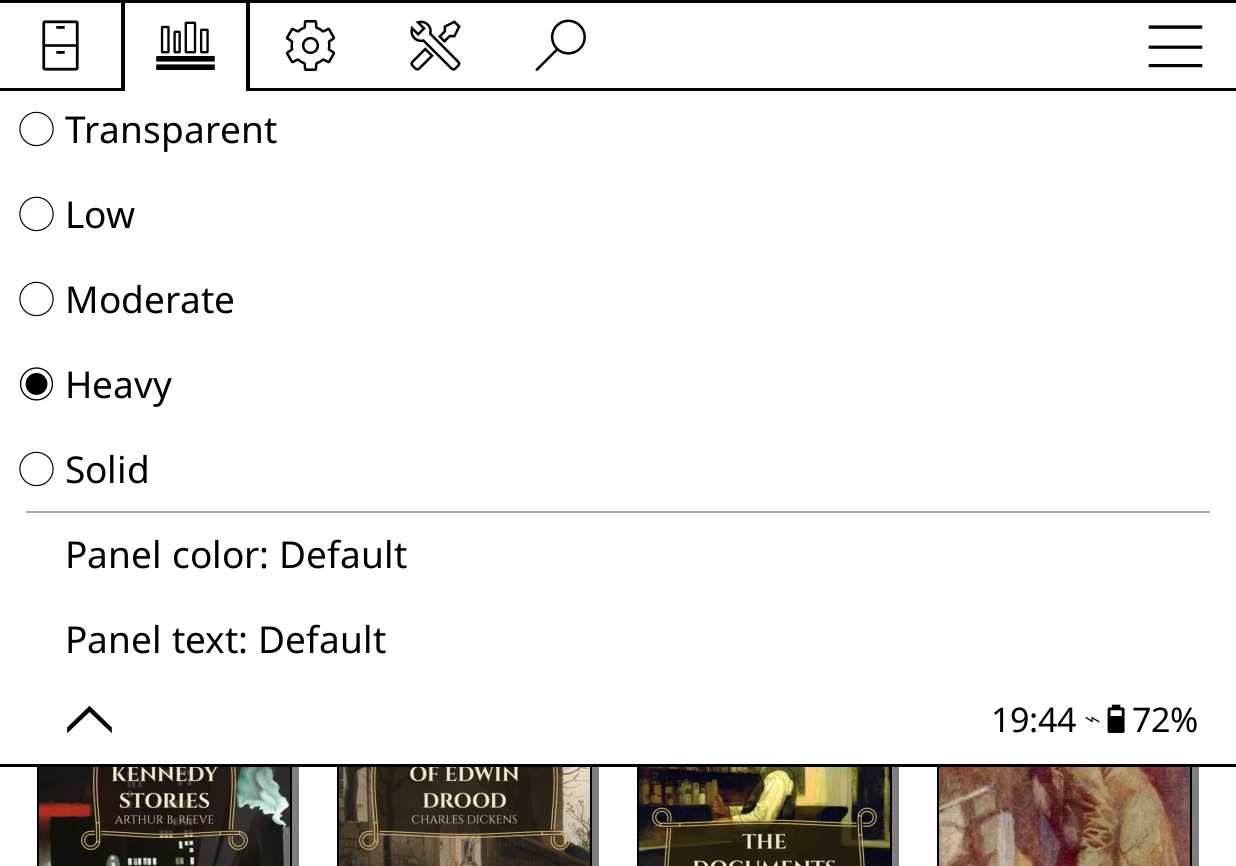 Transparent
Low
Moderate
Heavy
Solid
Panel color: Default
Panel text: Default
19:44 72%
KENNEDY
STORIES
ARTHUR B. REEVE
OF EDWIN
DROOD
CHARLES DICKENS
THE
DOCUMENTS